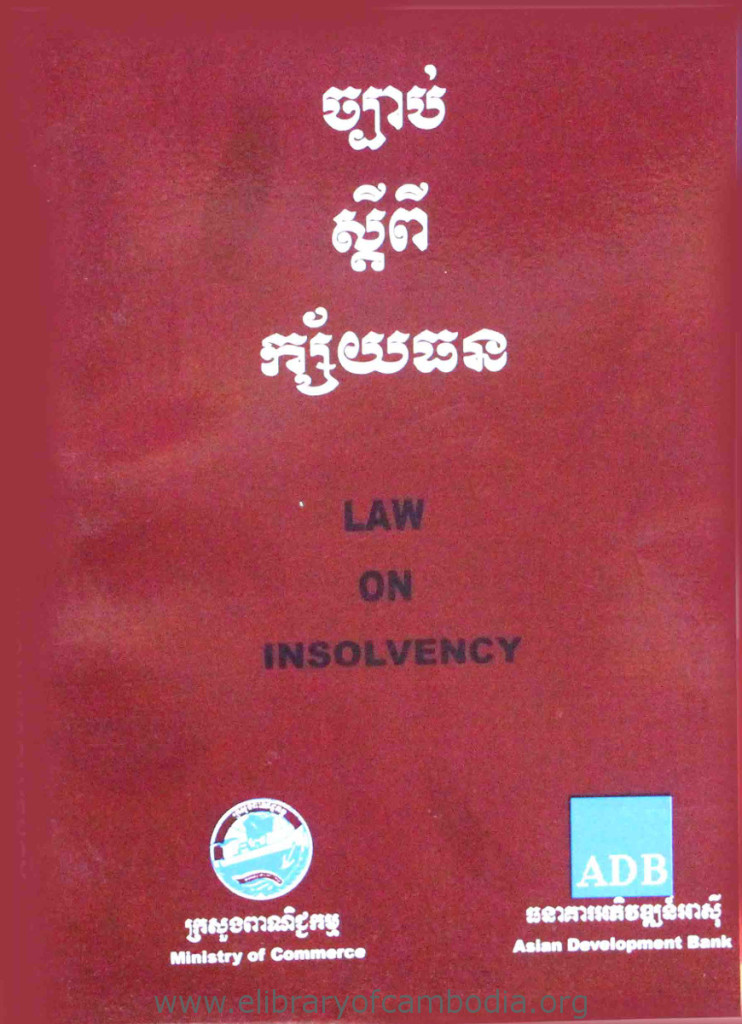 ច្បាប់
ស្តីពី
ក្ស័យធន
LAW
ON
INSOLVENCY
ADB
ក្រសួងពាណិជ្ជកម្ម
Ministry of Commerce
ធនាគារអភិវឌ្ឍន៍អាស៊ី
Asian Development Bank
www.elibraryofcambodia.org